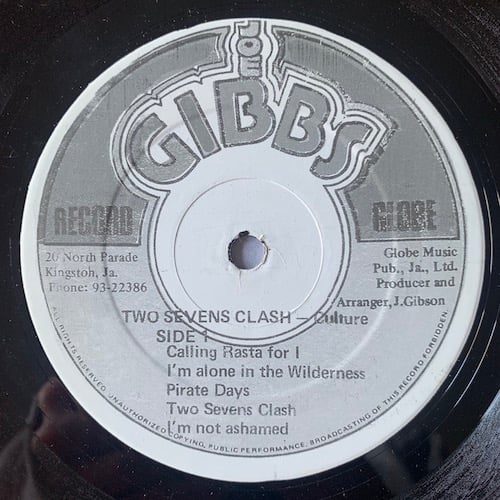 JOE
GIBBS
RECORD GLOBE
20 North Parade
Kingston, Ja.
Phone: 93-22386
Globe Music
Pub., Ja., Ltd.
Producer and
Arranger, J.Gibson
TWO SEVENS CLASH — Culture
SIDE 1
Calling Rasta for I
I'm alone in the Wilderness
Pirate Days
Two Sevens Clash
I'm not ashamed
ALL RIGHTS RESERVED. UNAUTHORIZED COPYING, PUBLIC PERFORMANCE, BROADCASTING OF THIS RECORD FORBIDDEN.